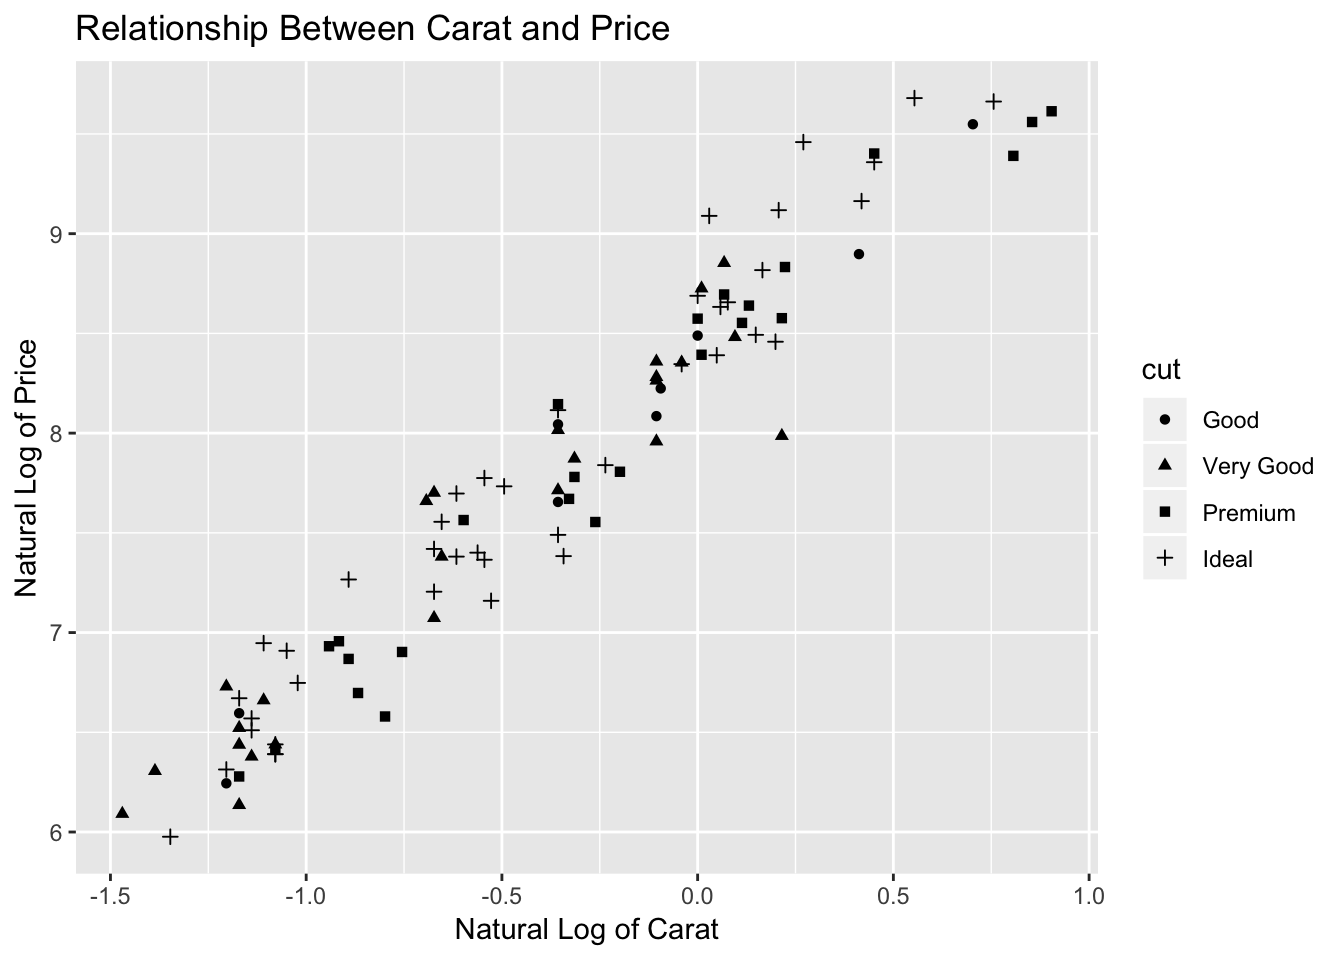 Relationship Between Carat and Price
Natural Log of Price
9
8
7
6
-1.5 -1.0 -0.5 0.0 0.5 1.0
Natural Log of Carat
cut
Good
Very Good
Premium
Ideal